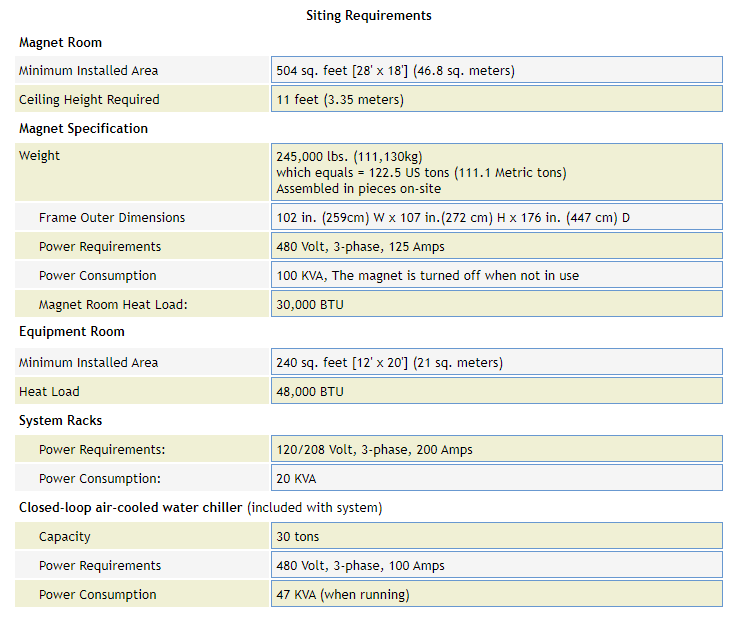 Siting Requirements
Magnet Room
Minimum Installed Area 504 sq. feet [28' x 18'] (46.8 sq. meters)
Ceiling Height Required 11 feet (3.35 meters)
Magnet Specification
Weight 245,000 lbs. (111,130kg)
which equals = 122.5 US tons (111.1 Metric tons)
Assembled in pieces on-site
Frame Outer Dimensions 102 in. (259cm) W x 107 in.(272 cm) H x 176 in. (447 cm) D
Power Requirements 480 Volt, 3-phase, 125 Amps
Power Consumption 100 KVA, The magnet is turned off when not in use
Magnet Room Heat Load: 30,000 BTU
Equipment Room
Minimum Installed Area 240 sq. feet [12' x 20'] (21 sq. meters)
Heat Load 48,000 BTU
System Racks
Power Requirements: 120/208 Volt, 3-phase, 200 Amps
Power Consumption: 20 KVA
Closed-loop air-cooled water chiller (included with system)
Capacity 30 tons
Power Requirements 480 Volt, 3-phase, 100 Amps
Power Consumption 47 KVA (when running)